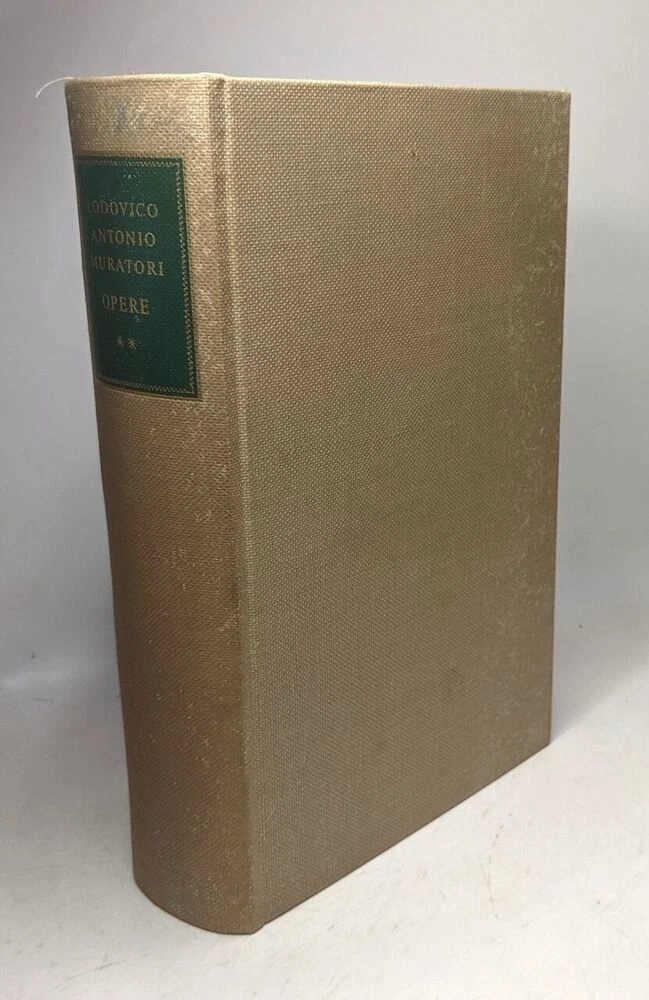 LODOVICO
ANTONIO
MURATORI
OPERE
**